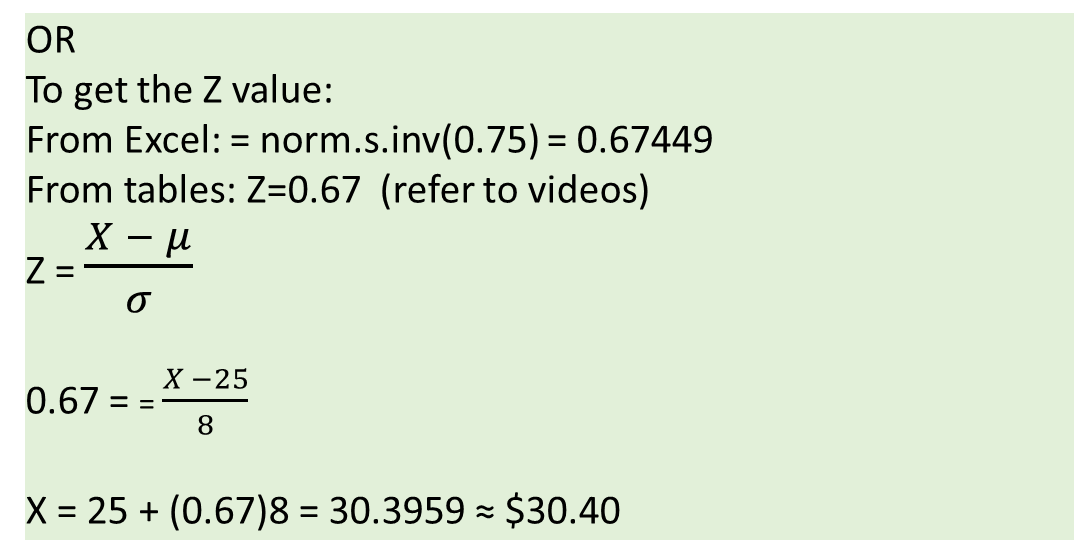 OR
To get the Z value:
From Excel: = norm.s.inv(0.75) = 0.67449
From tables: Z=0.67 (refer to videos)
Z = X − μ / σ
0.67 = = X −25 / 8
X = 25 + (0.67)8 = 30.3959 ≈ $30.40